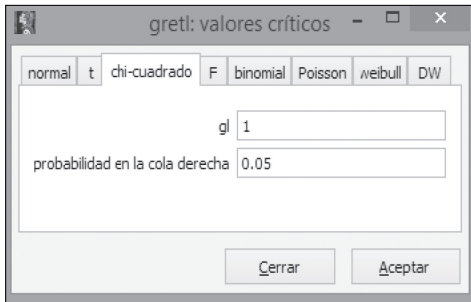 gretl: valores críticos
normal t chi-cuadrado F binomial Poisson weibull DW
gl 1
probabilidad en la cola derecha 0.05
Cerrar Aceptar